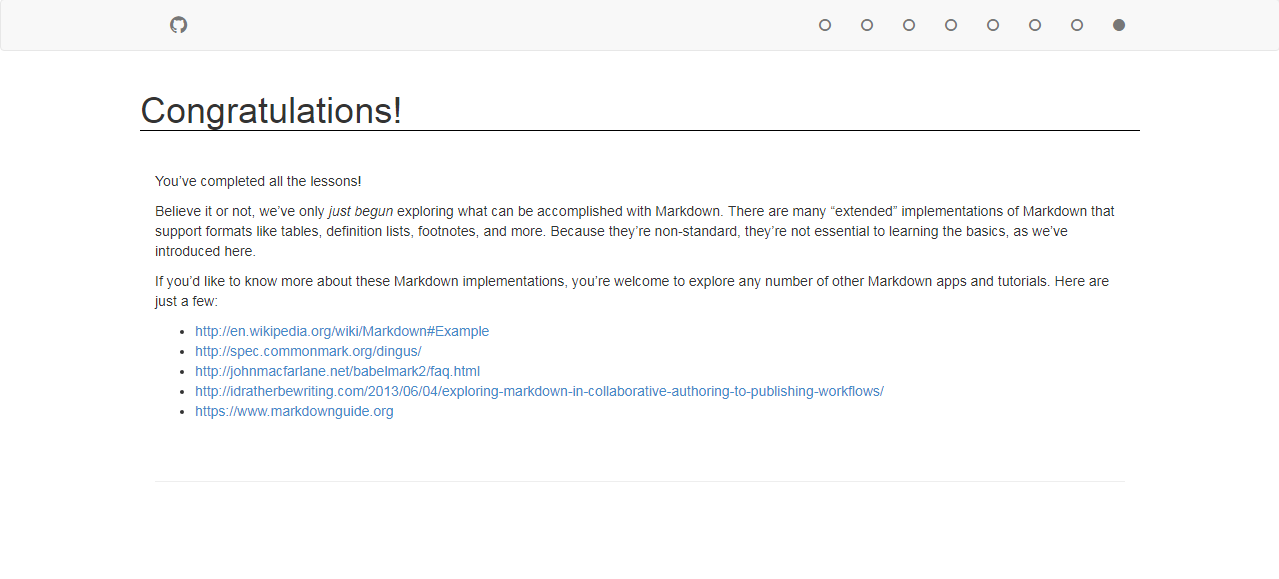 Congratulations!
You’ve completed all the lessons!
Believe it or not, we’ve only just begun exploring what can be accomplished with Markdown. There are many “extended” implementations of Markdown that
support formats like tables, definition lists, footnotes, and more. Because they’re non-standard, they’re not essential to learning the basics, as we’ve
introduced here.
If you’d like to know more about these Markdown implementations, you’re welcome to explore any number of other Markdown apps and tutorials. Here are
just a few:
• http://en.wikipedia.org/wiki/Markdown#Example
• http://spec.commonmark.org/dingus/
• http://johnmacfarlane.net/babelmark2/faq.html
• http://idratherbewriting.com/2013/06/04/exploring-markdown-in-collaborative-authoring-to-publishing-workflows/
• https://www.markdownguide.org